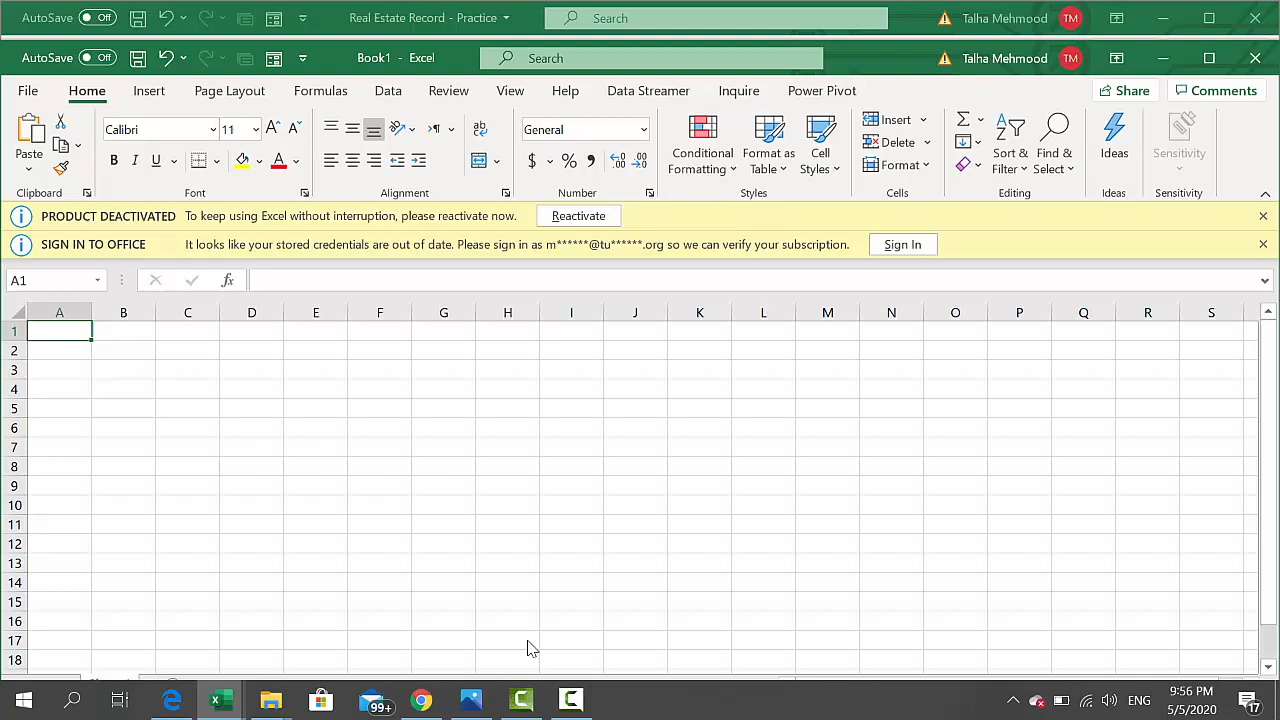 AutoSave Off Real Estate Record - Practice Search Talha Mehmood TM
AutoSave Off Book1 - Excel Search Talha Mehmood TM
File Home Insert Page Layout Formulas Data Review View Help Data Streamer Inquire Power Pivot Share Comments
Paste Calibri 11 General Conditional Formatting Format as Table Cell Styles Insert Delete Format Sort & Filter Find & Select Ideas Sensitivity
B I U A $ % ,
Clipboard Font Alignment Number Styles Cells Editing Ideas Sensitivity
PRODUCT DEACTIVATED To keep using Excel without interruption, please reactivate now. Reactivate
SIGN IN TO OFFICE It looks like your stored credentials are out of date. Please sign in as m******@tu******.org so we can verify your subscription. Sign In
A1 fx
A B C D E F G H I J K L M N O P Q R S
1
2
3
4
5
6
7
8
9
10
11
12
13
14
15
16
17
18
99+ ENG 9:56 PM
5/5/2020 17